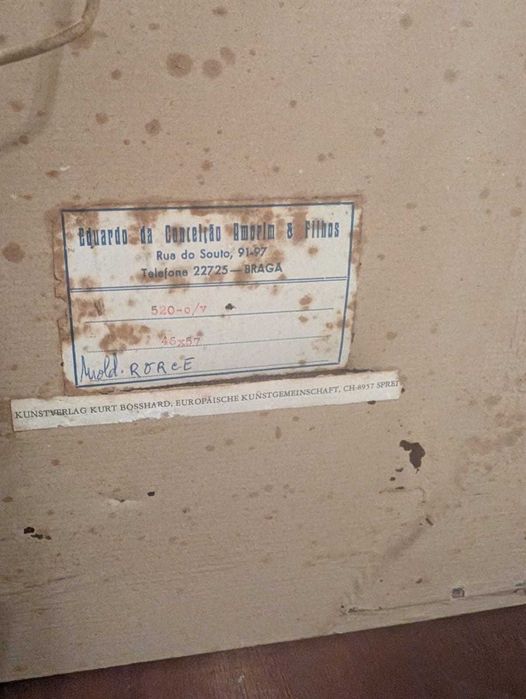 Eduardo da Conceição Amorim & Filhos
Rua do Souto, 91-97
Telefone 22725 — BRAGA
520-o/7
46x57
Mold. RORCE
KUNSTVERLAG KURT BOSSHARD, EUROPÄISCHE KUNSTGEMEINSCHAFT, CH-8957 SPREI